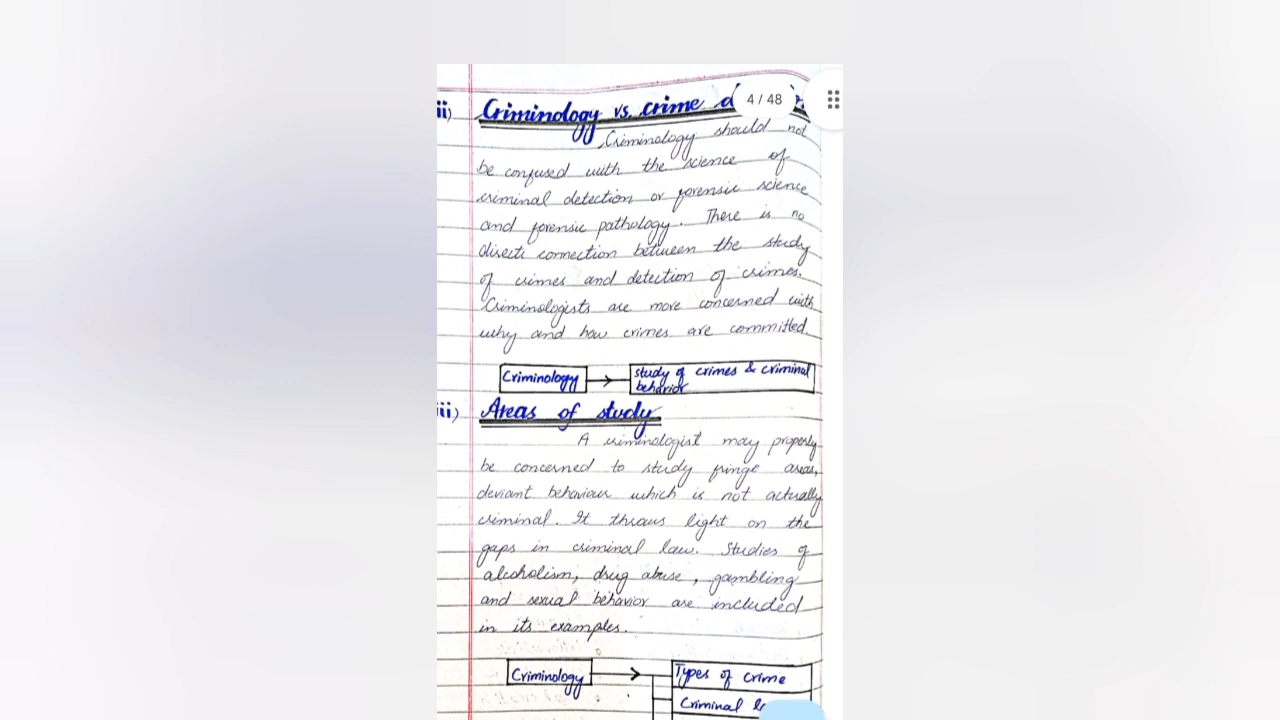 ii) Criminology vs. crime d
4 / 48
Criminology should not
be confused with the science of
criminal detection or forensic science
and forensic pathology. There is no
direct connection between the study
of crimes and detection of crimes.
Criminologists are more concerned with
why and how crimes are committed.
Criminology
study of crimes & criminal
behavior
iii) Areas of study
A criminologist may properly
be concerned to study fringe areas,
deviant behaviour which is not actually
criminal. It throws light on the
gaps in criminal law. Studies of
alcoholism, drug abuse, gambling
and sexual behavior are included
in its examples.
Criminology
Types of crime
Criminal